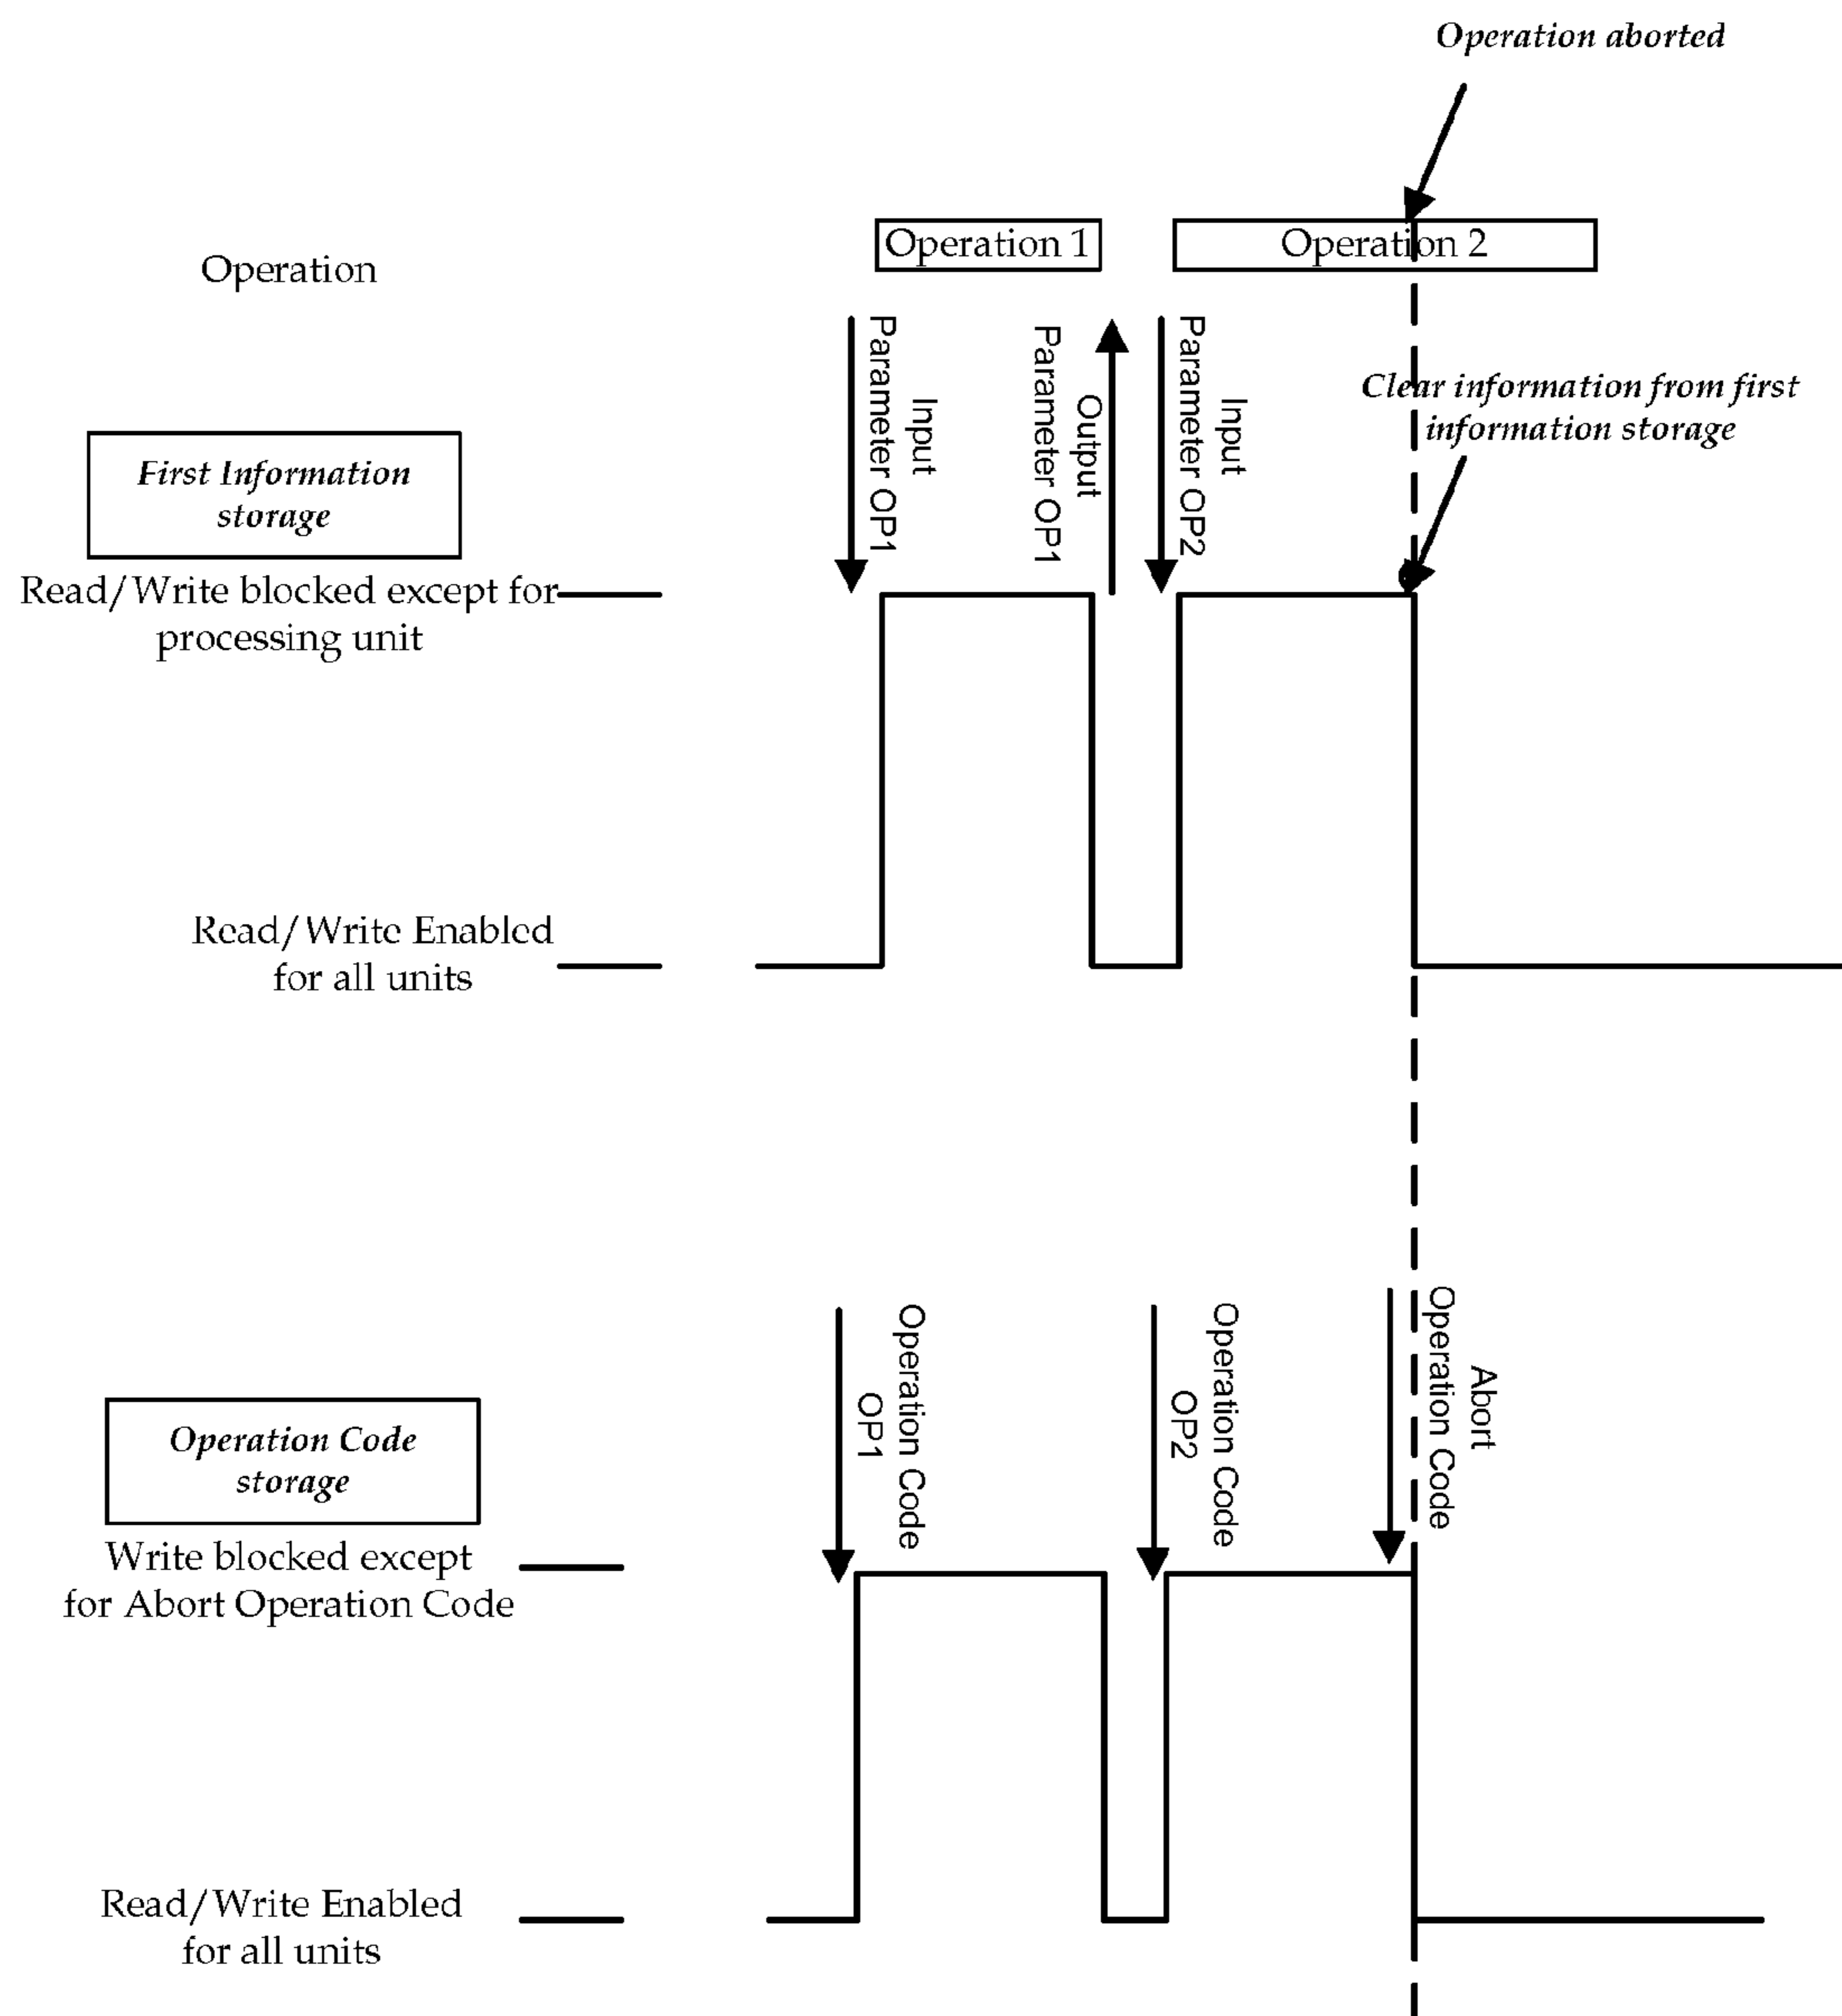 Operation aborted
Operation
Operation 1
Operation 2
Input
Parameter OP1
Output
Parameter OP1
Input
Parameter OP2
Clear information from first
information storage
First Information
storage
Read/Write blocked except for
processing unit
Read/Write Enabled
for all units
Operation Code
OP1
Operation Code
OP2
Abort
Operation Code
Operation Code
storage
Write blocked except
for Abort Operation Code
Read/Write Enabled
for all units